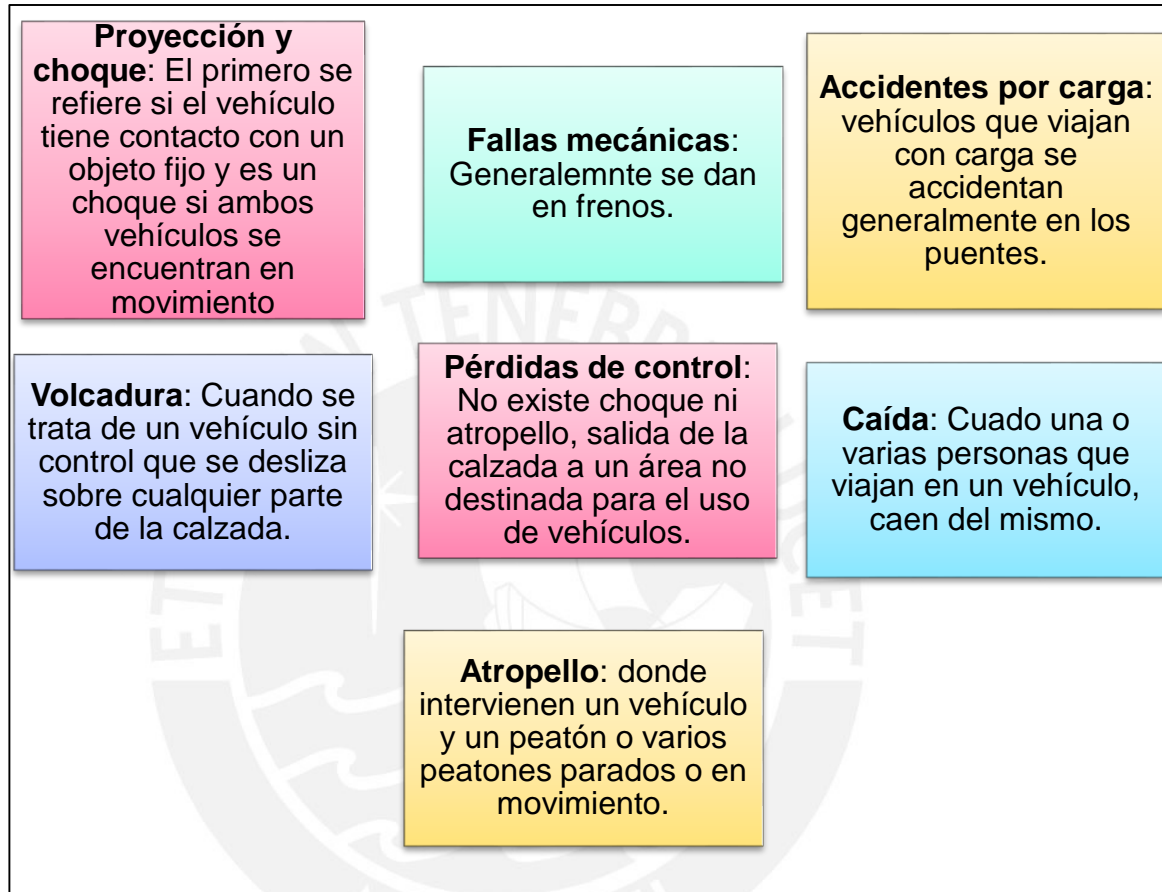 Proyección y
choque: El primero se
refiere si el vehículo
tiene contacto con un
objeto fijo y es un
choque si ambos
vehículos se
encuentran en
movimiento
Fallas mecánicas:
Generalemnte se dan
en frenos.
Accidentes por carga:
vehículos que viajan
con carga se
accidentan
generalmente en los
puentes.
Volcadura: Cuando se
trata de un vehículo sin
control que se desliza
sobre cualquier parte
de la calzada.
Pérdidas de control:
No existe choque ni
atropello, salida de la
calzada a un área no
destinada para el uso
de vehículos.
Caída: Cuado una o
varias personas que
viajan en un vehículo,
caen del mismo.
Atropello: donde
intervienen un vehículo
y un peatón o varios
peatones parados o en
movimiento.
ET
TENEBR